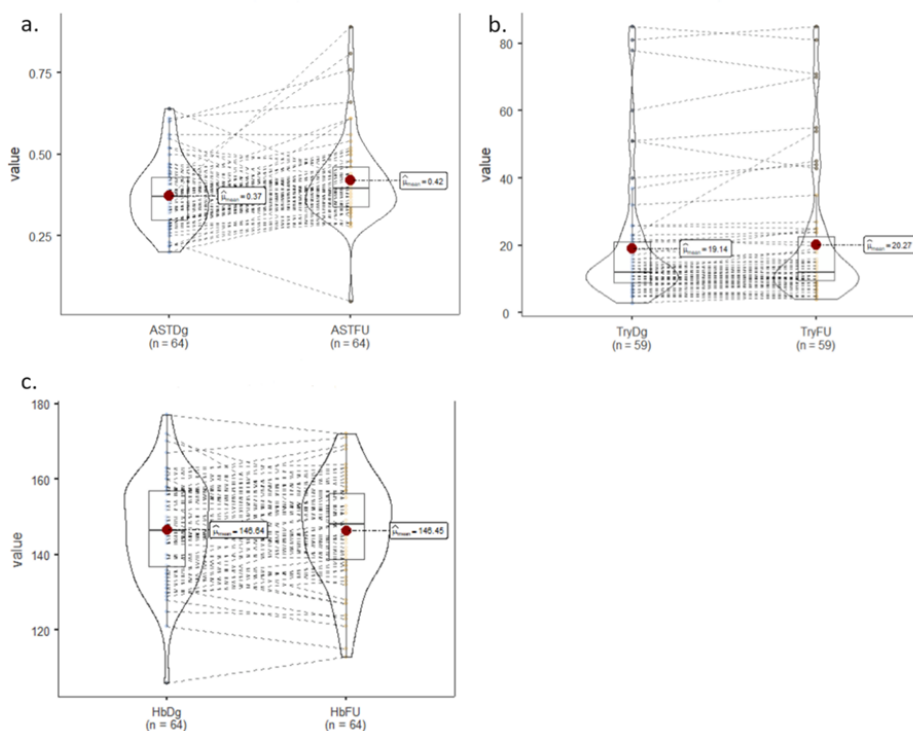 a.
value
0.75
0.50
0.25
μ̂mean = 0.37
μ̂mean = 0.42
ASTDg
(n = 64)
ASTFU
(n = 64)
b.
value
80
60
40
20
0
μ̂mean = 19.14
μ̂mean = 20.27
TryDg
(n = 59)
TryFU
(n = 59)
c.
value
180
160
140
120
μ̂mean = 146.64
μ̂mean = 146.45
HbDg
(n = 64)
HbFU
(n = 64)